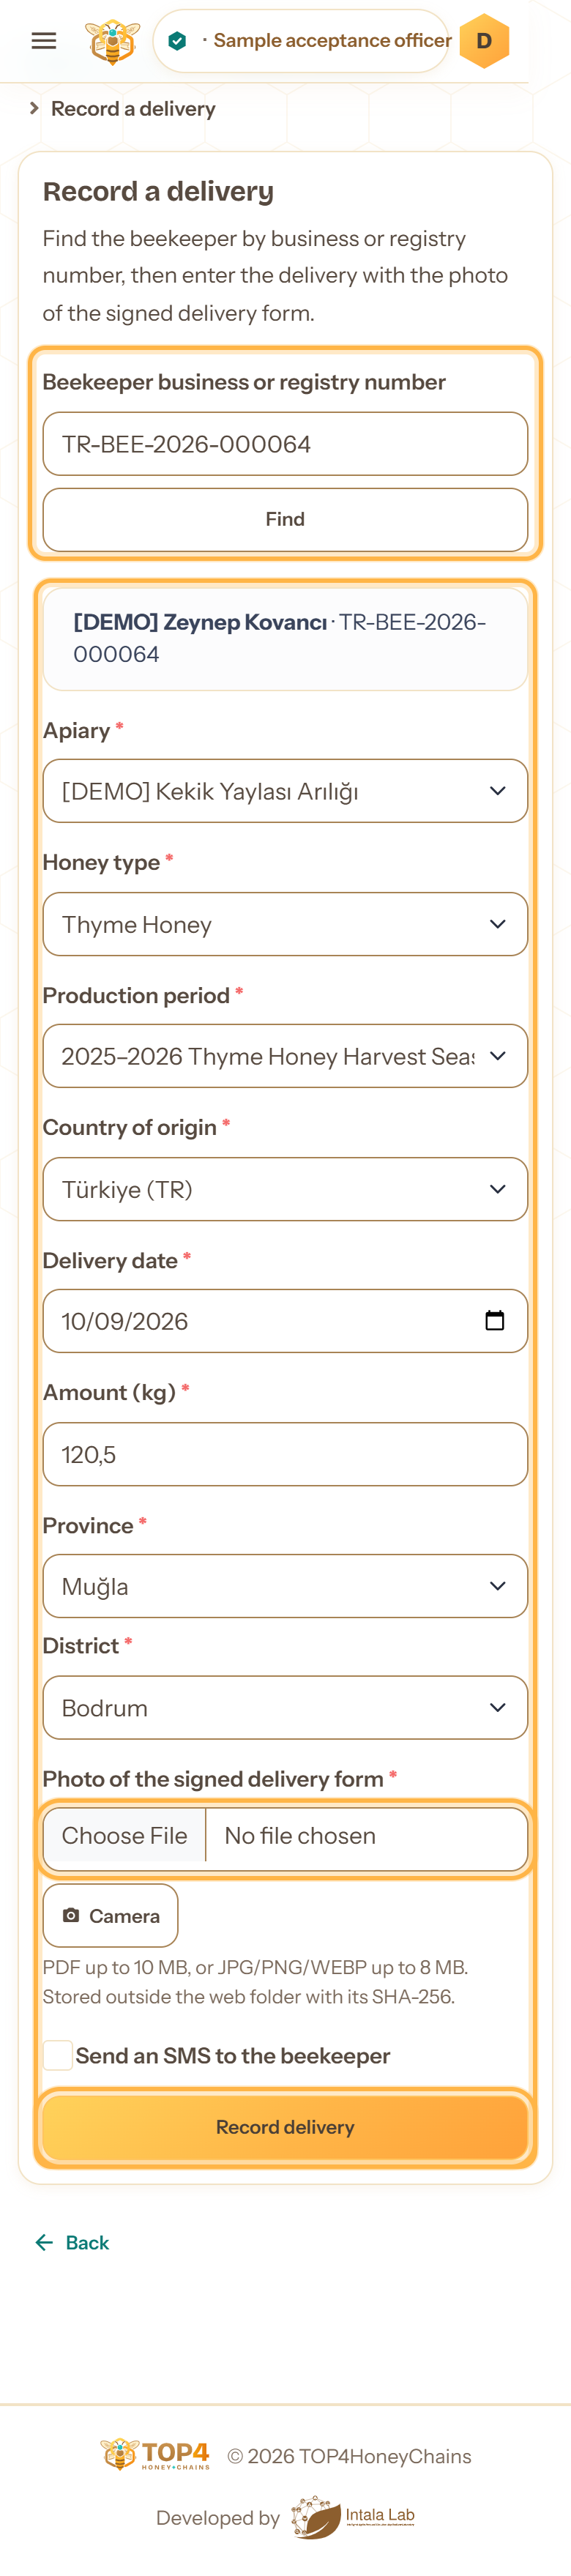 · Sample acceptance officer
D
Record a delivery
Record a delivery
Find the beekeeper by business or registry
number, then enter the delivery with the photo
of the signed delivery form.
Beekeeper business or registry number
TR-BEE-2026-000064
Find
[DEMO] Zeynep Kovancı · TR-BEE-2026-
000064
Apiary *
[DEMO] Kekik Yaylası Arılığı
Honey type *
Thyme Honey
Production period *
2025–2026 Thyme Honey Harvest Seas
Country of origin *
Türkiye (TR)
Delivery date *
10/09/2026
Amount (kg) *
120,5
Province *
Muğla
District *
Bodrum
Photo of the signed delivery form *
Choose File No file chosen
Camera
PDF up to 10 MB, or JPG/PNG/WEBP up to 8 MB.
Stored outside the web folder with its SHA-256.
Send an SMS to the beekeeper
Record delivery
Back
TOP4
HONEY CHAINS
© 2026 TOP4HoneyChains
Developed by
Intala Lab